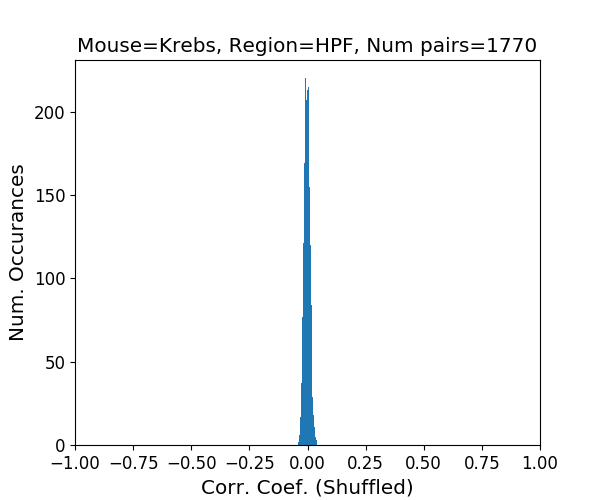 Mouse=Krebs, Region=HPF, Num pairs=1770
Num. Occurances
200
150
100
50
0
−1.00 −0.75 −0.50 −0.25 0.00 0.25 0.50 0.75 1.00
Corr. Coef. (Shuffled)